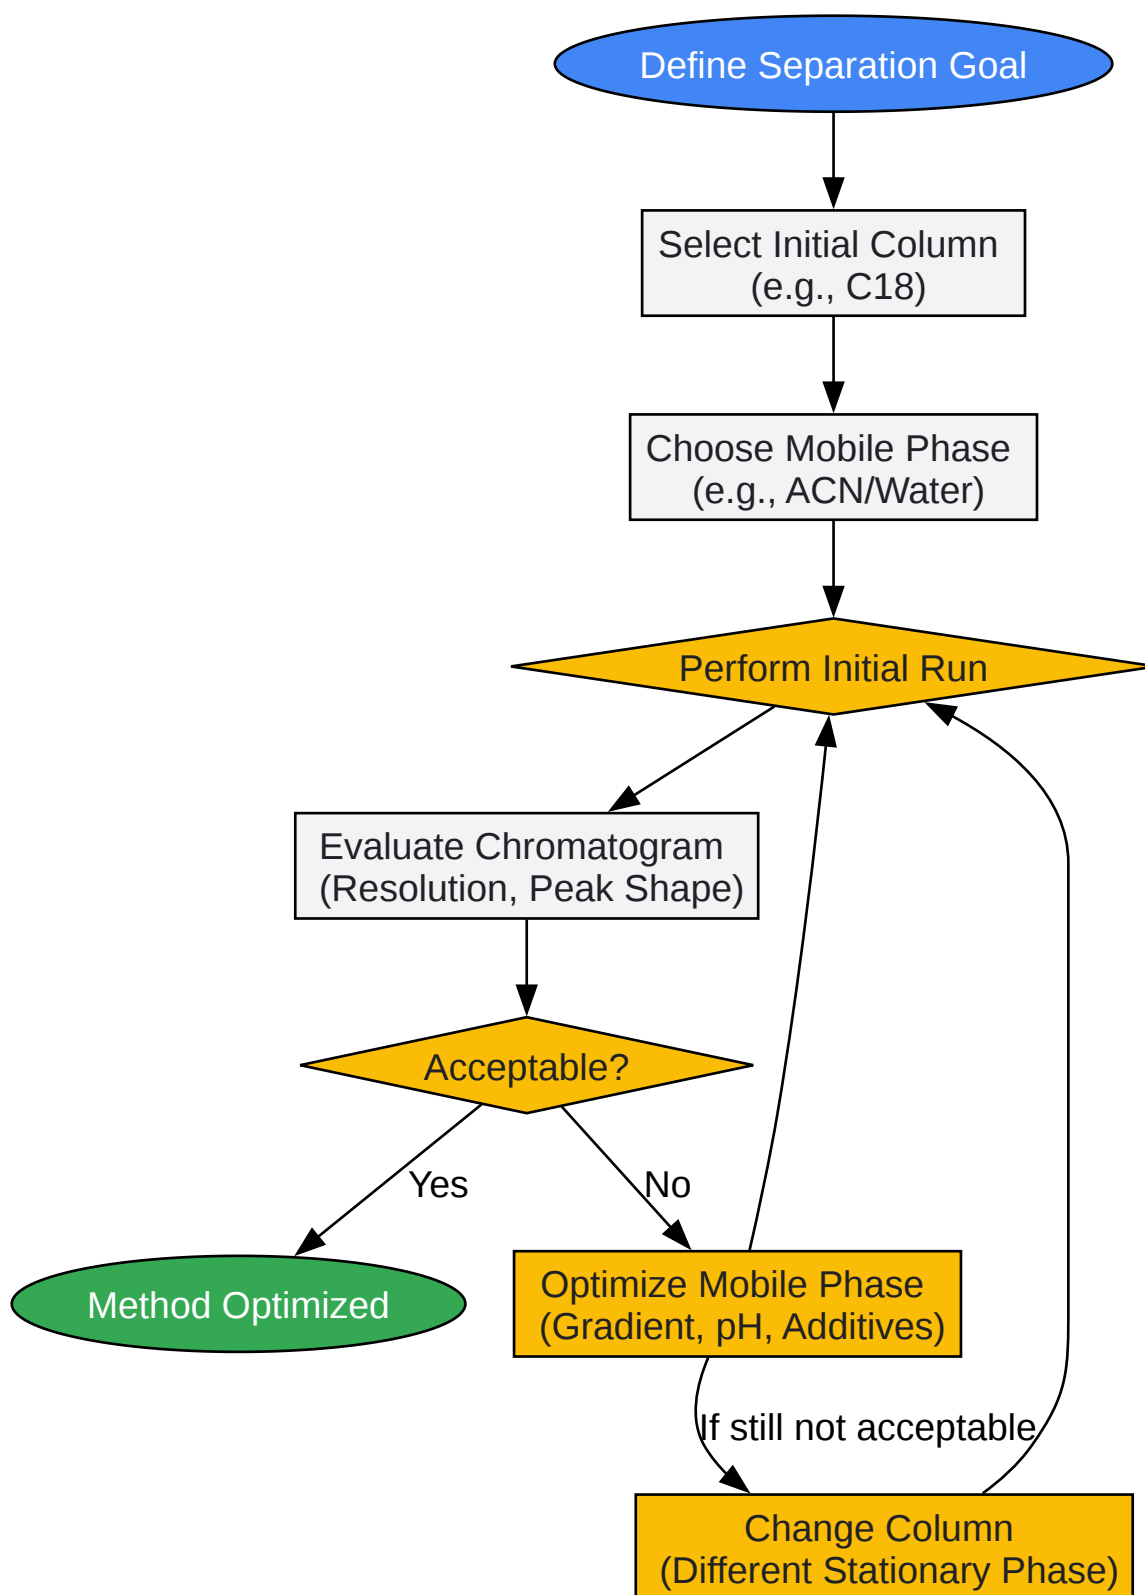 Define Separation Goal
Select Initial Column
(e.g., C18)
Choose Mobile Phase
(e.g., ACN/Water)
Perform Initial Run
Evaluate Chromatogram
(Resolution, Peak Shape)
Acceptable?
Yes
No
Method Optimized
Optimize Mobile Phase
(Gradient, pH, Additives)
If still not acceptable
Change Column
(Different Stationary Phase)